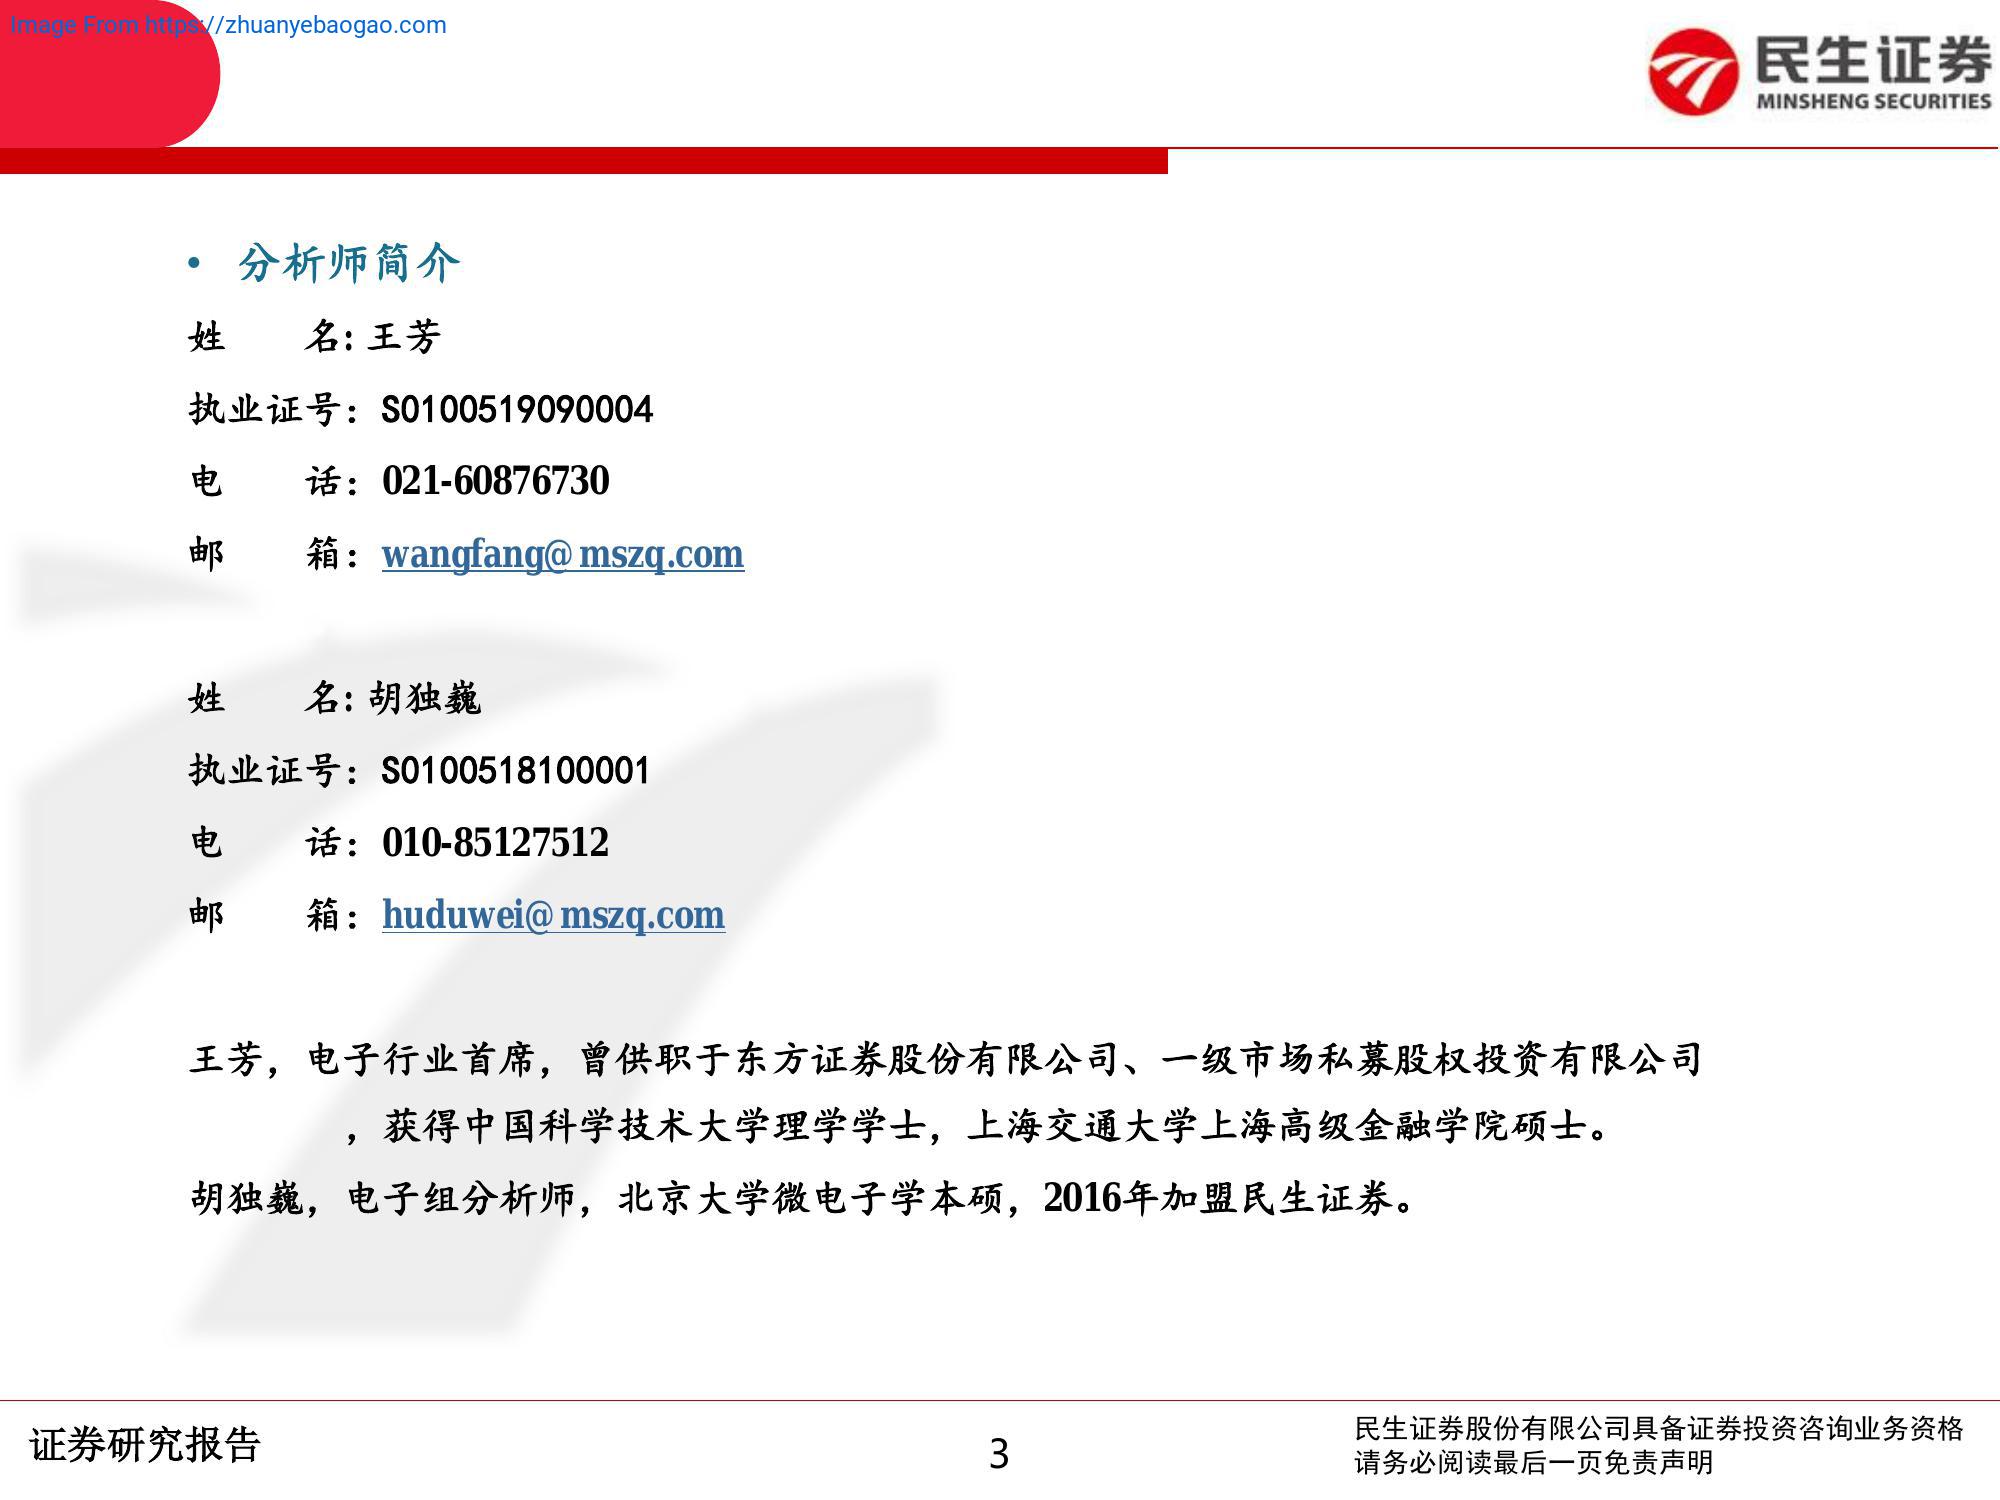 Image From https://zhuanyebaogao.com
民生证券
MINSHENG SECURITIES
• 分析师简介
姓 名: 王芳
执业证号： S0100519090004
电 话： 021-60876730
邮 箱： wangfang@mszq.com
姓 名: 胡独巍
执业证号： S0100518100001
电 话： 010-85127512
邮 箱： huduwei@mszq.com
王芳，电子行业首席，曾供职于东方证券股份有限公司、一级市场私募股权投资有限公司
，获得中国科学技术大学理学学士，上海交通大学上海高级金融学院硕士。
胡独巍，电子组分析师，北京大学微电子学本硕，2016年加盟民生证券。
证券研究报告
3
民生证券股份有限公司具备证券投资咨询业务资格
请务必阅读最后一页免责声明